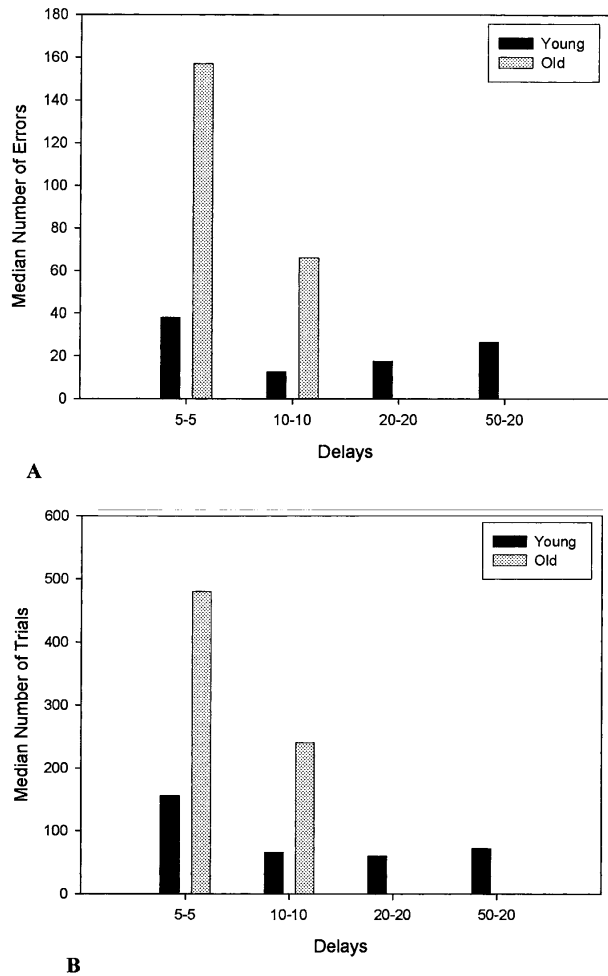 180
160
140
120
100
80
60
40
20
0
Median Number of Errors
Young
Old
5-5 10-10 20-20 50-20
Delays
A
600
500
400
300
200
100
0
Median Number of Trials
Young
Old
5-5 10-10 20-20 50-20
Delays
B